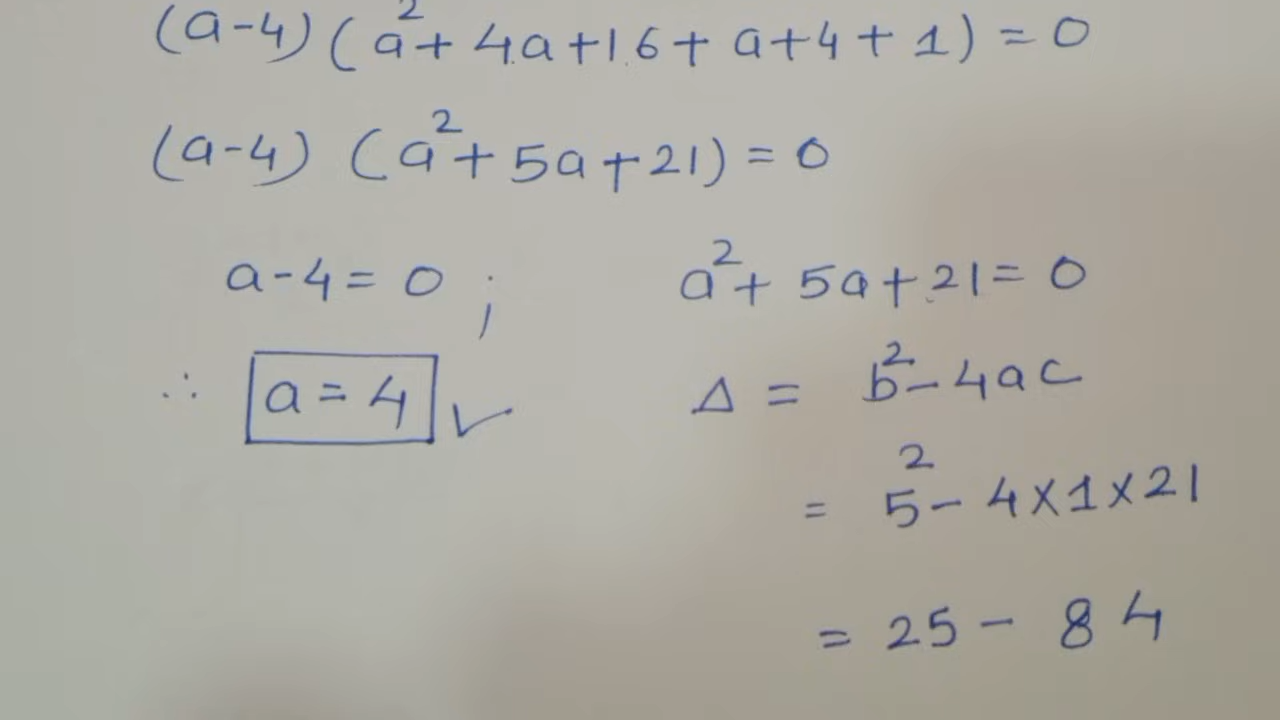 (a-4)(a²+4a+16+a+4+1)=0
(a-4) (a²+5a+21)=0
a-4=0 ; a²+5a+21=0
∴ a=4 ✓ Δ = b²-4ac
= 5²-4×1×21
= 25-84